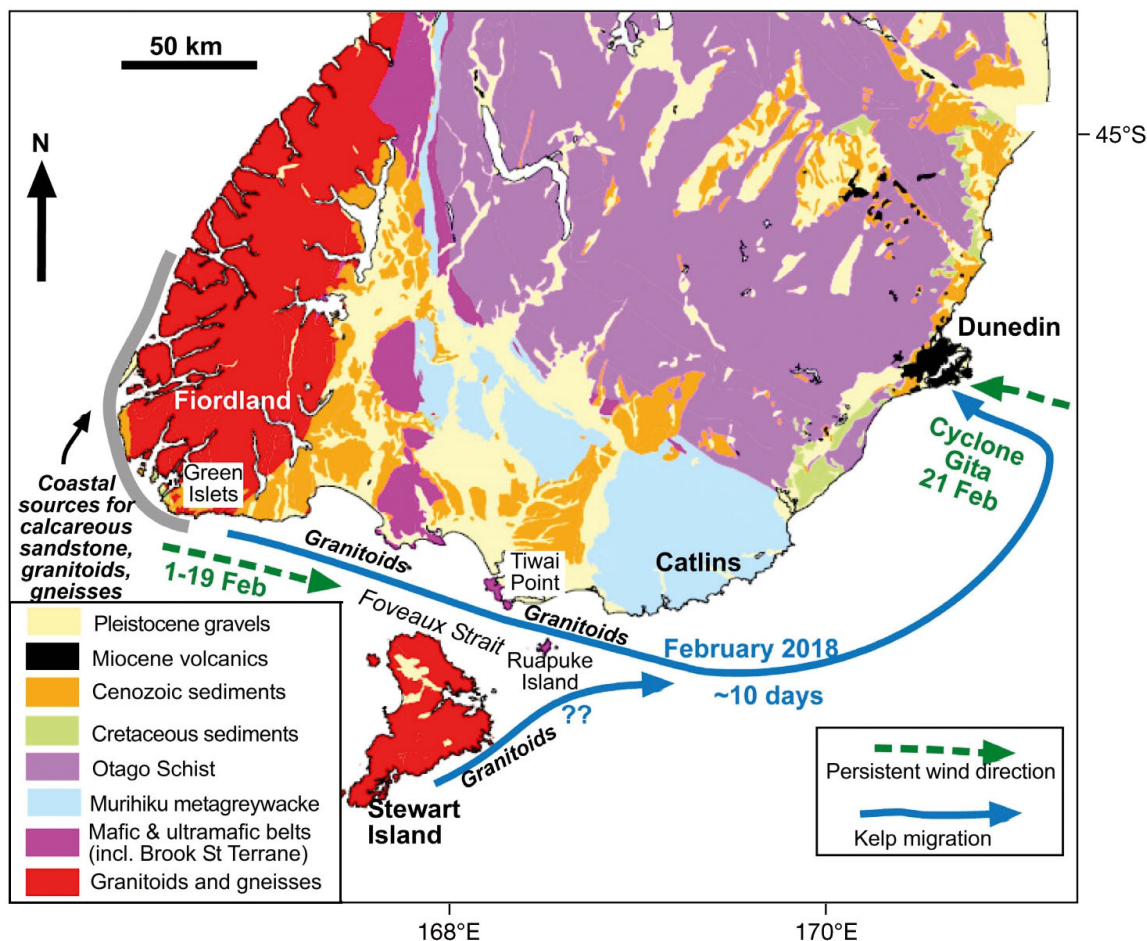 50 km
N
45°S
Dunedin
Fiordland
Cyclone
Gita
21 Feb
Green
Islets
Coastal
sources for
calcareous
sandstone,
granitoids,
gneisses
1-19 Feb
Granitoids
Tiwai
Point
Catlins
Foveaux Strait
Granitoids
Ruapuke
Island
February 2018
~10 days
??
Granitoids
Stewart
Island
Pleistocene gravels
Miocene volcanics
Cenozoic sediments
Cretaceous sediments
Otago Schist
Murihiku metagreywacke
Mafic & ultramafic belts
(incl. Brook St Terrane)
Granitoids and gneisses
Persistent wind direction
Kelp migration
168°E
170°E